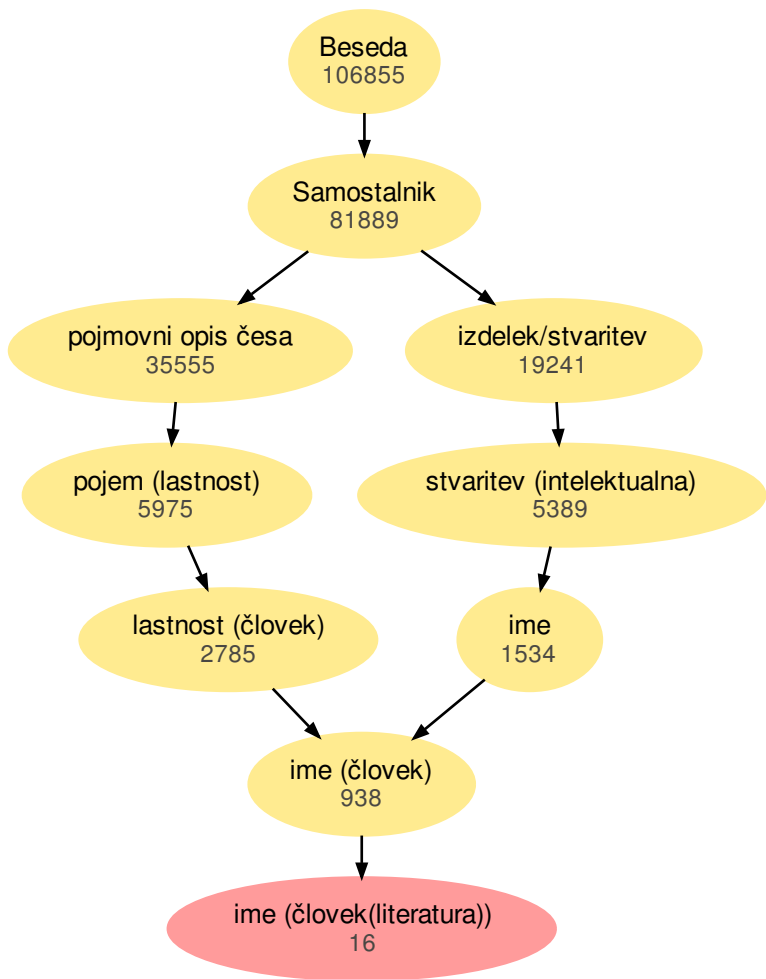 Beseda
106855
Samostalnik
81889
pojmovni opis česa
35555
izdelek/stvaritev
19241
pojem (lastnost)
5975
stvaritev (intelektualna)
5389
lastnost (človek)
2785
ime
1534
ime (človek)
938
ime (človek(literatura))
16